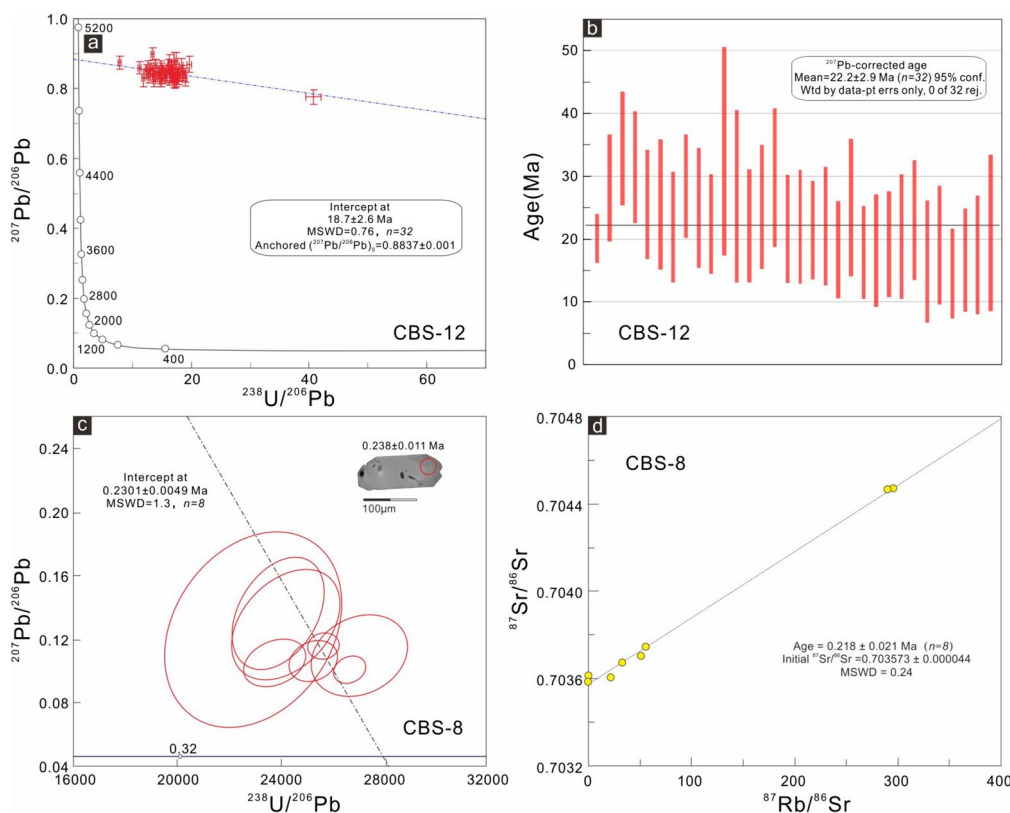 a
1.0
0.8
0.6
0.4
0.2
0.0
²⁰⁷Pb/²⁰⁶Pb
5200
4400
3600
2800
2000
1200
400
Intercept at
18.7±2.6 Ma
MSWD=0.76, n=32
Anchored (²⁰⁷Pb/²⁰⁶Pb)₀=0.8837±0.001
CBS-12
0 20 40 60
²³⁸U/²⁰⁶Pb
b
50
40
30
20
10
0
Age(Ma)
²⁰⁷Pb-corrected age
Mean=22.2±2.9 Ma (n=32) 95% conf.
Wtd by data-pt errs only, 0 of 32 rej.
CBS-12
c
0.24
0.20
0.16
0.12
0.08
0.04
²⁰⁷Pb/²⁰⁶Pb
Intercept at
0.2301±0.0049 Ma
MSWD=1.3, n=8
0.238±0.011 Ma
100μm
CBS-8
0.32
16000 20000 24000 28000 32000
²³⁸U/²⁰⁶Pb
d
0.7048
0.7044
0.7040
0.7036
0.7032
⁸⁷Sr/⁸⁶Sr
CBS-8
Age = 0.218 ± 0.021 Ma (n=8)
Initial ⁸⁷Sr/⁸⁶Sr =0.703573 ± 0.000044
MSWD = 0.24
0 100 200 300 400
⁸⁷Rb/⁸⁶Sr